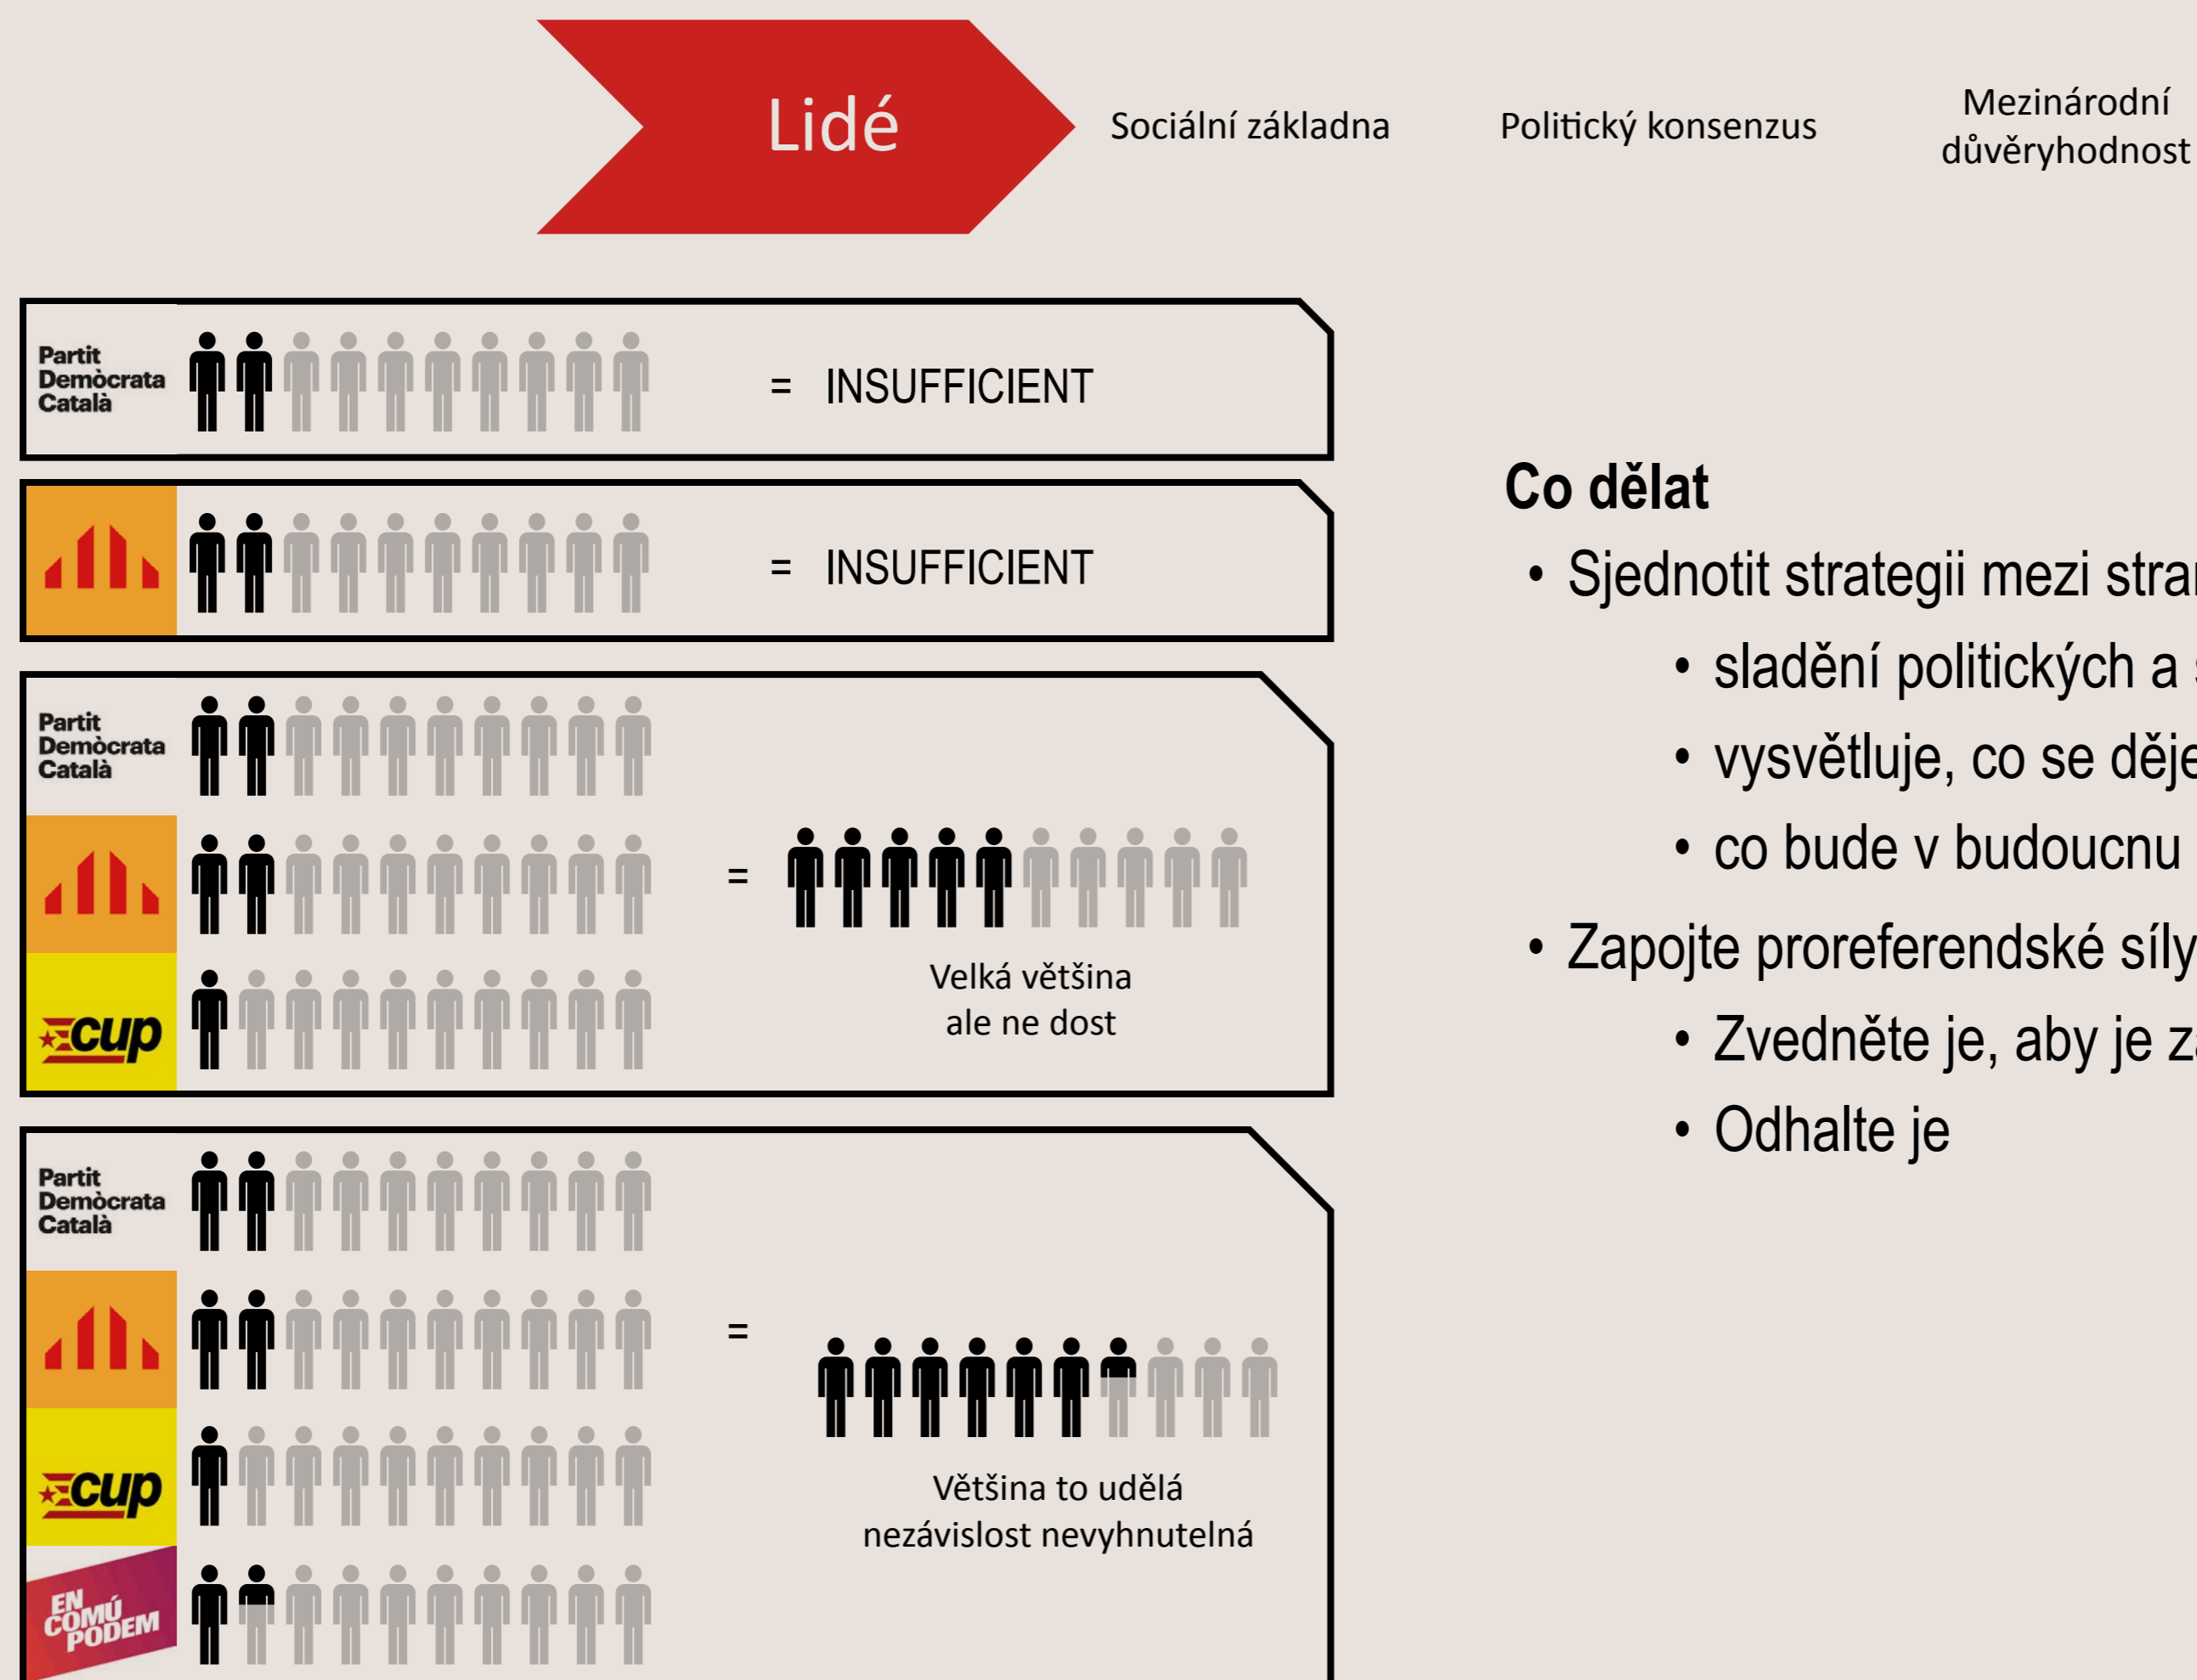 Lidé
Sociální základna
Politický konsenzus
Mezinárodní
důvěryhodnost
Partit
Demòcrata
Català
= INSUFFICIENT
= INSUFFICIENT
Partit
Demòcrata
Català
cup
=
Velká většina
ale ne dost
Partit
Demòcrata
Català
cup
EN
COMÚ
PODEM
=
Většina to udělá
nezávislost nevyhnutelná
Co dělat
• Sjednotit strategii mezi
• sladění politických a
• vysvětluje, co se děje
• co bude v budoucnu
• Zapojte proreferendské síly
• Zvedněte je, aby je
• Odhalte je